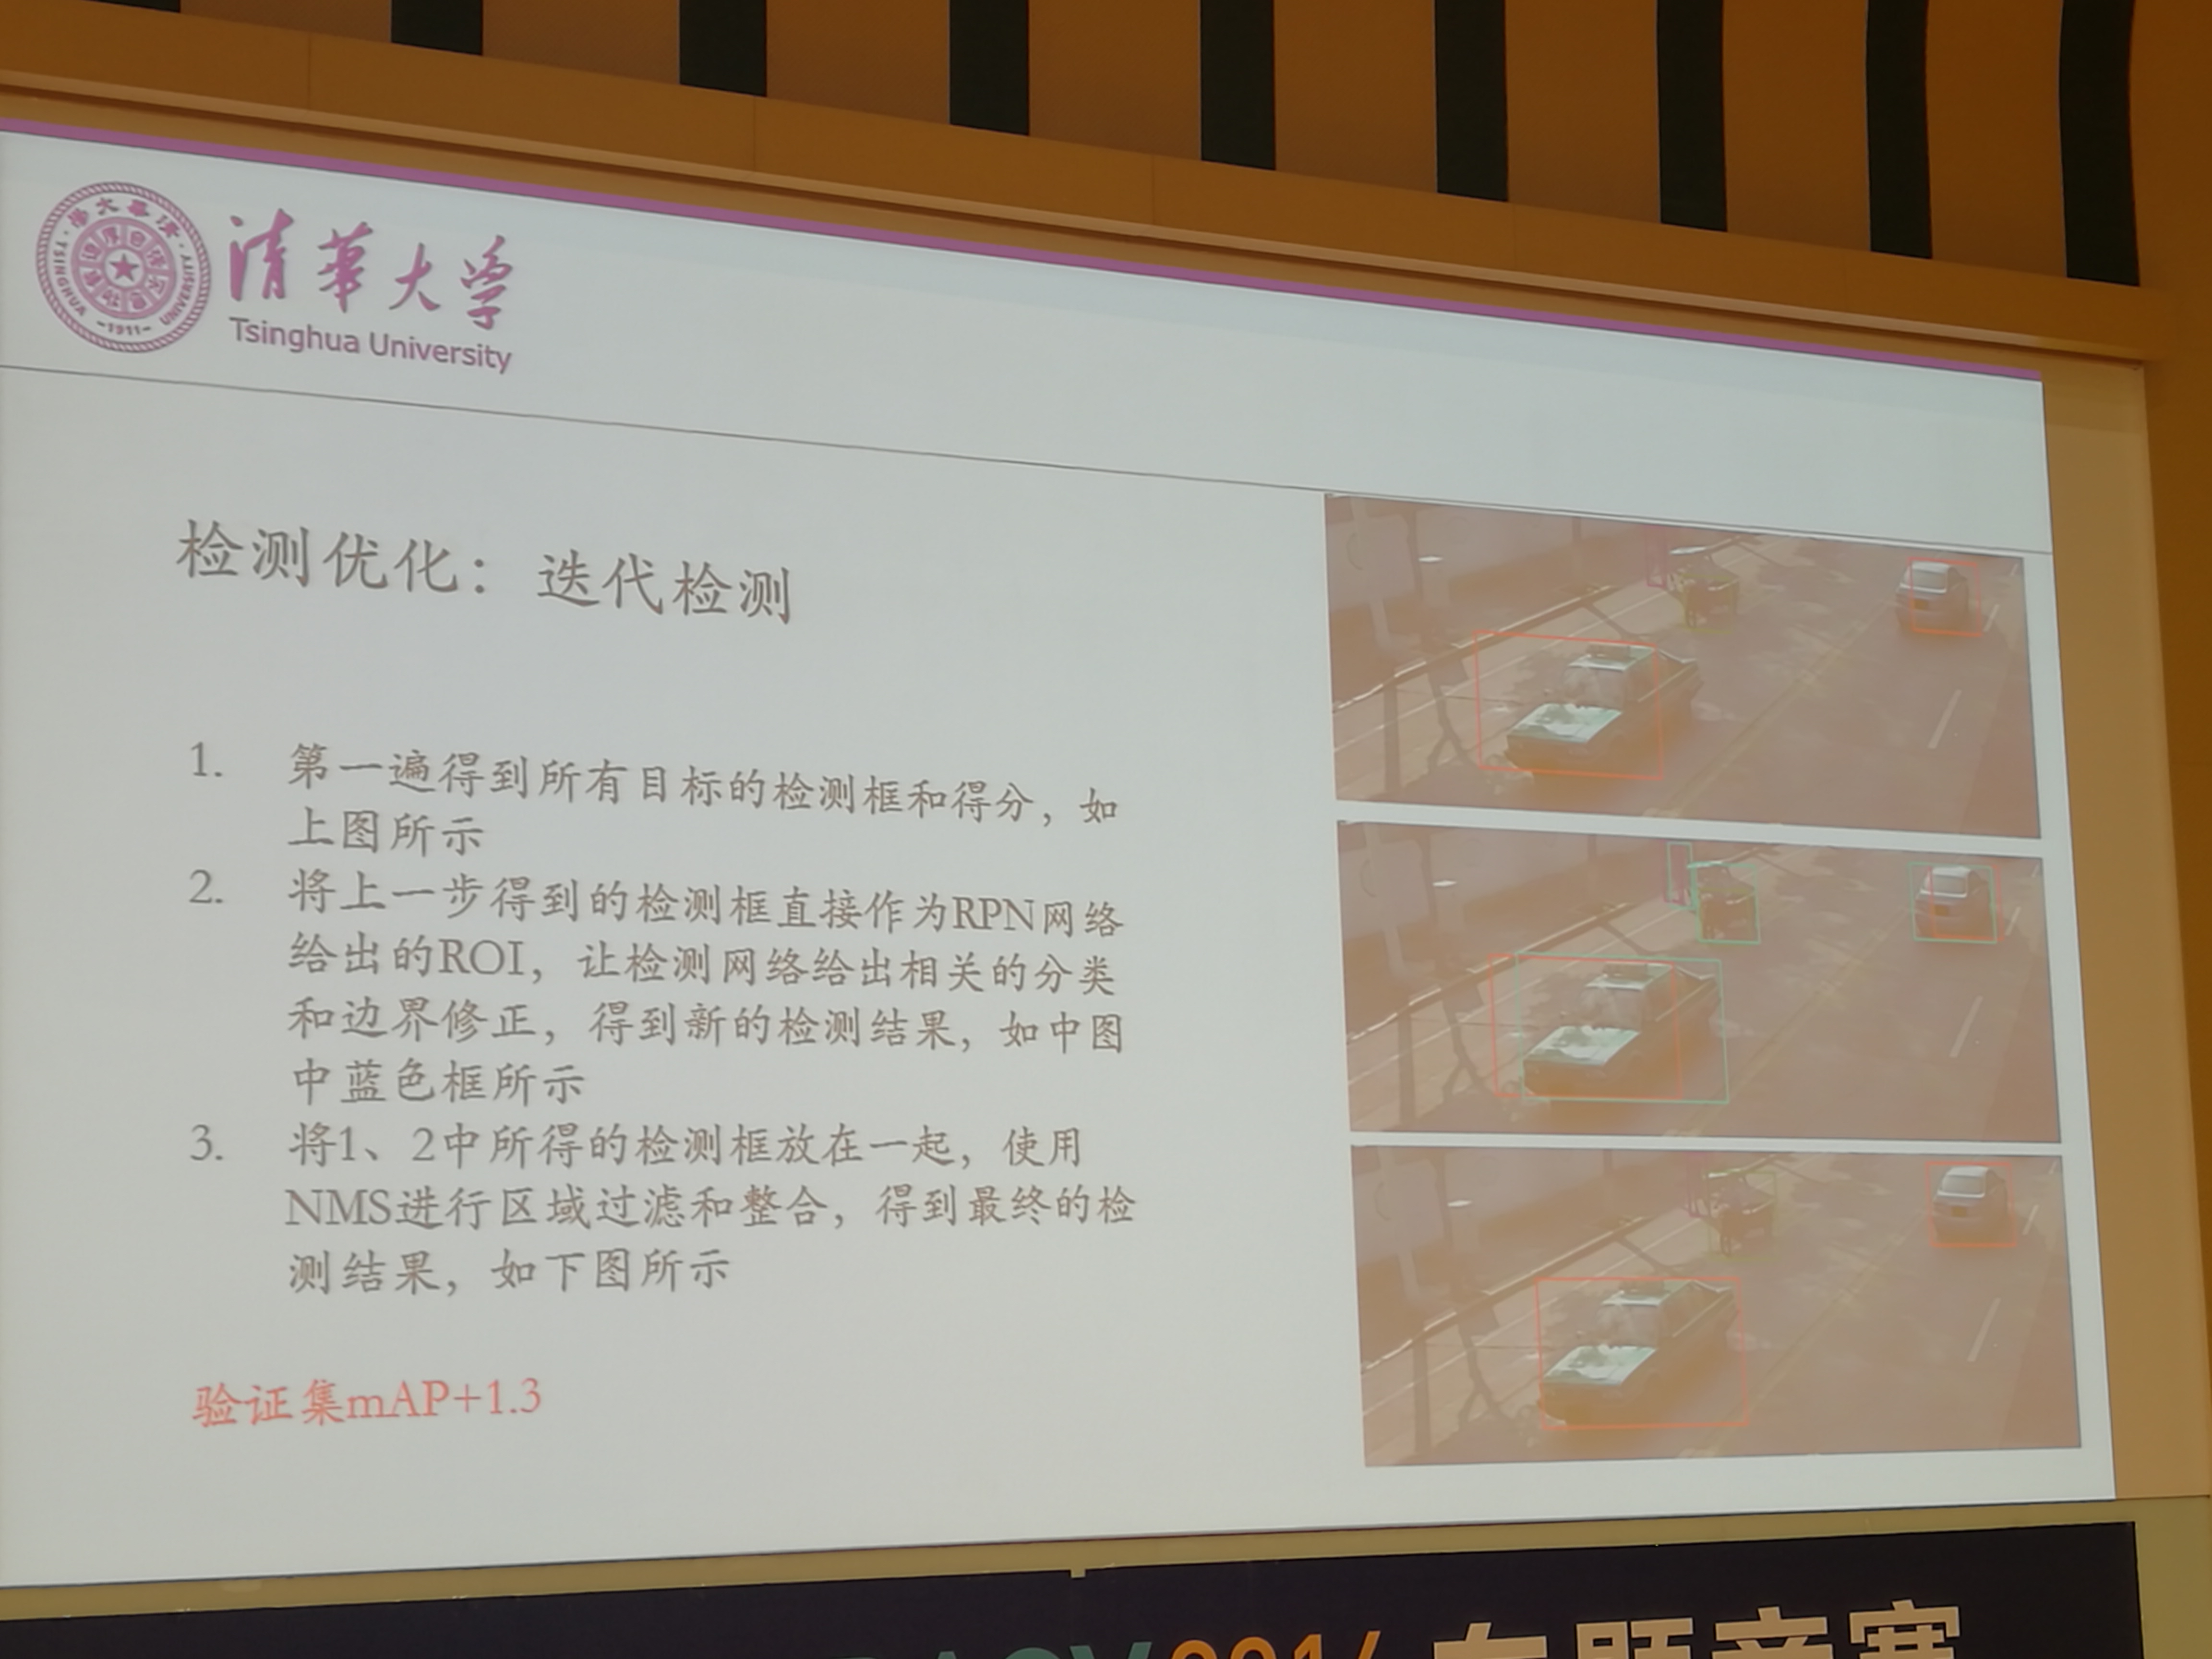 清華大学
Tsinghua University
TSINGHUA UNIVERSITY
-1911-
检测优化：迭代检测
1. 第一遍得到所有目标的检测框和得分，如
上图所示
2. 将上一步得到的检测框直接作为RPN网络
给出的ROI，让检测网络给出相关的分类
和边界修正，得到新的检测结果，如中图
中蓝色框所示
3. 将1、2中所得的检测框放在一起，使用
NMS进行区域过滤和整合，得到最终的检
测结果，如下图所示
验证集mAP+1.3
2016